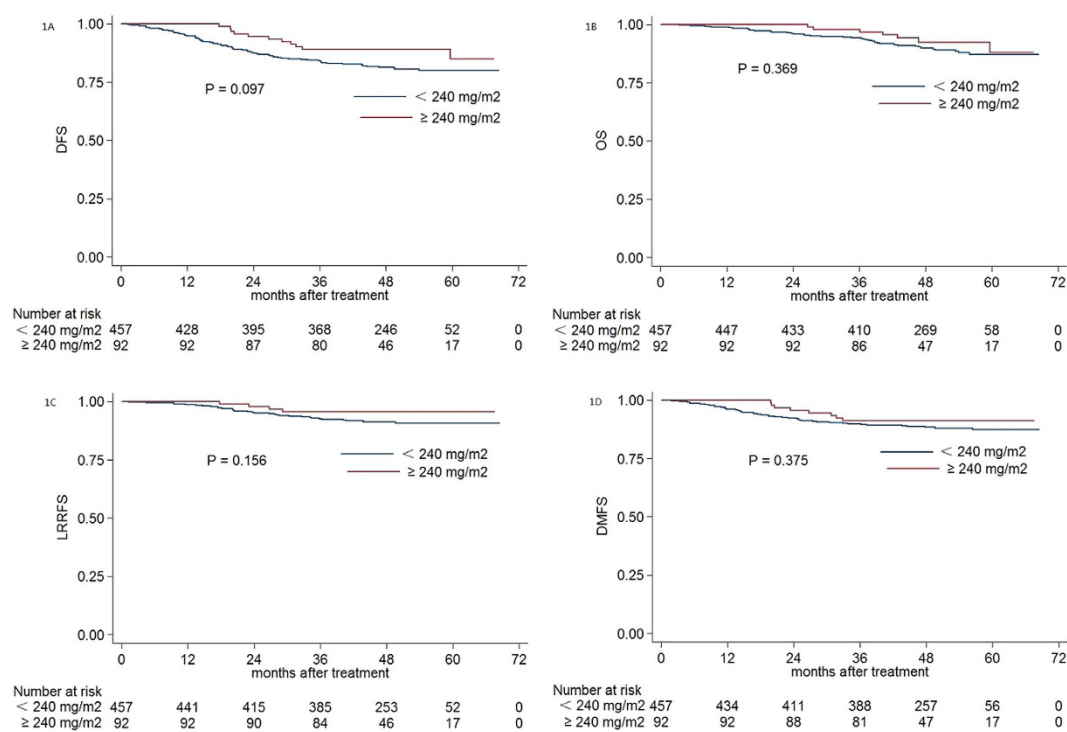 1A
1.00
0.75
0.50
0.25
0.00
DFS
P = 0.097
< 240 mg/m2
≥ 240 mg/m2
0 12 24 36 48 60 72
months after treatment
Number at risk
< 240 mg/m2 457 428 395 368 246 52 0
≥ 240 mg/m2 92 92 87 80 46 17 0
1B
1.00
0.75
0.50
0.25
0.00
OS
P = 0.369
< 240 mg/m2
≥ 240 mg/m2
0 12 24 36 48 60 72
months after treatment
Number at risk
< 240 mg/m2 457 447 433 410 269 58 0
≥ 240 mg/m2 92 92 92 86 47 17 0
1C
1.00
0.75
0.50
0.25
0.00
LRRFS
P = 0.156
< 240 mg/m2
≥ 240 mg/m2
0 12 24 36 48 60 72
months after treatment
Number at risk
< 240 mg/m2 457 441 415 385 253 52 0
≥ 240 mg/m2 92 92 90 84 46 17 0
1D
1.00
0.75
0.50
0.25
0.00
DMFS
P = 0.375
< 240 mg/m2
≥ 240 mg/m2
0 12 24 36 48 60 72
months after treatment
Number at risk
< 240 mg/m2 457 434 411 388 257 56 0
≥ 240 mg/m2 92 92 88 81 47 17 0